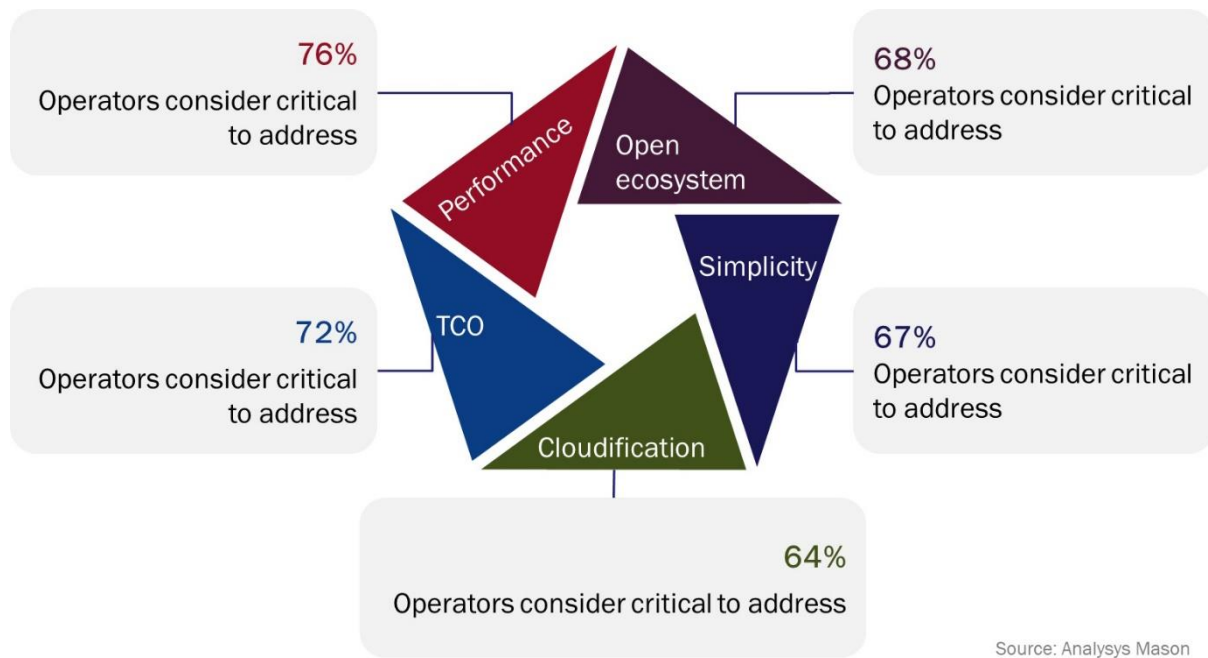 76%
Operators consider critical
to address
Performance
Open
ecosystem
68%
Operators consider critical
to address
72%
Operators consider critical
to address
TCO
Simplicity
67%
Operators consider critical
to address
Cloudification
64%
Operators consider critical to address
Source: Analysys Mason